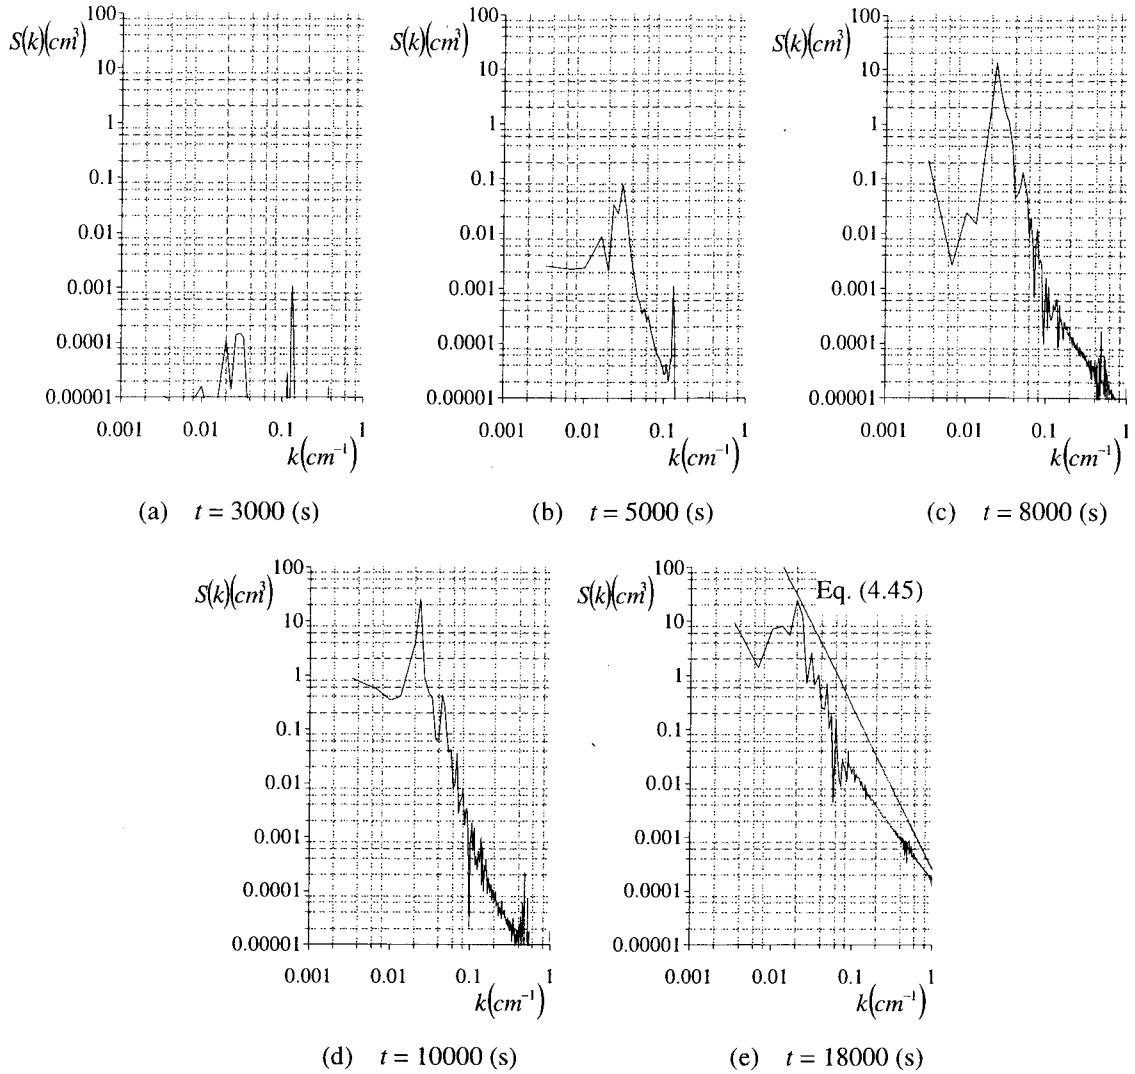 100
S(k)(cm³)
10
1
0.1
0.01
0.001
0.0001
0.00001
0.001 0.01 0.1 1
k(cm⁻¹)
(a) t = 3000 (s)
100
S(k)(cm³)
10
1
0.1
0.01
0.001
0.0001
0.00001
0.001 0.01 0.1 1
k(cm⁻¹)
(b) t = 5000 (s)
100
S(k)(cm³)
10
1
0.1
0.01
0.001
0.0001
0.00001
0.001 0.01 0.1 1
k(cm⁻¹)
(c) t = 8000 (s)
100
S(k)(cm³)
10
1
0.1
0.01
0.001
0.0001
0.00001
0.001 0.01 0.1 1
k(cm⁻¹)
(d) t = 10000 (s)
100
S(k)(cm³)
Eq. (4.45)
10
1
0.1
0.01
0.001
0.0001
0.00001
0.001 0.01 0.1 1
k(cm⁻¹)
(e) t = 18000 (s)